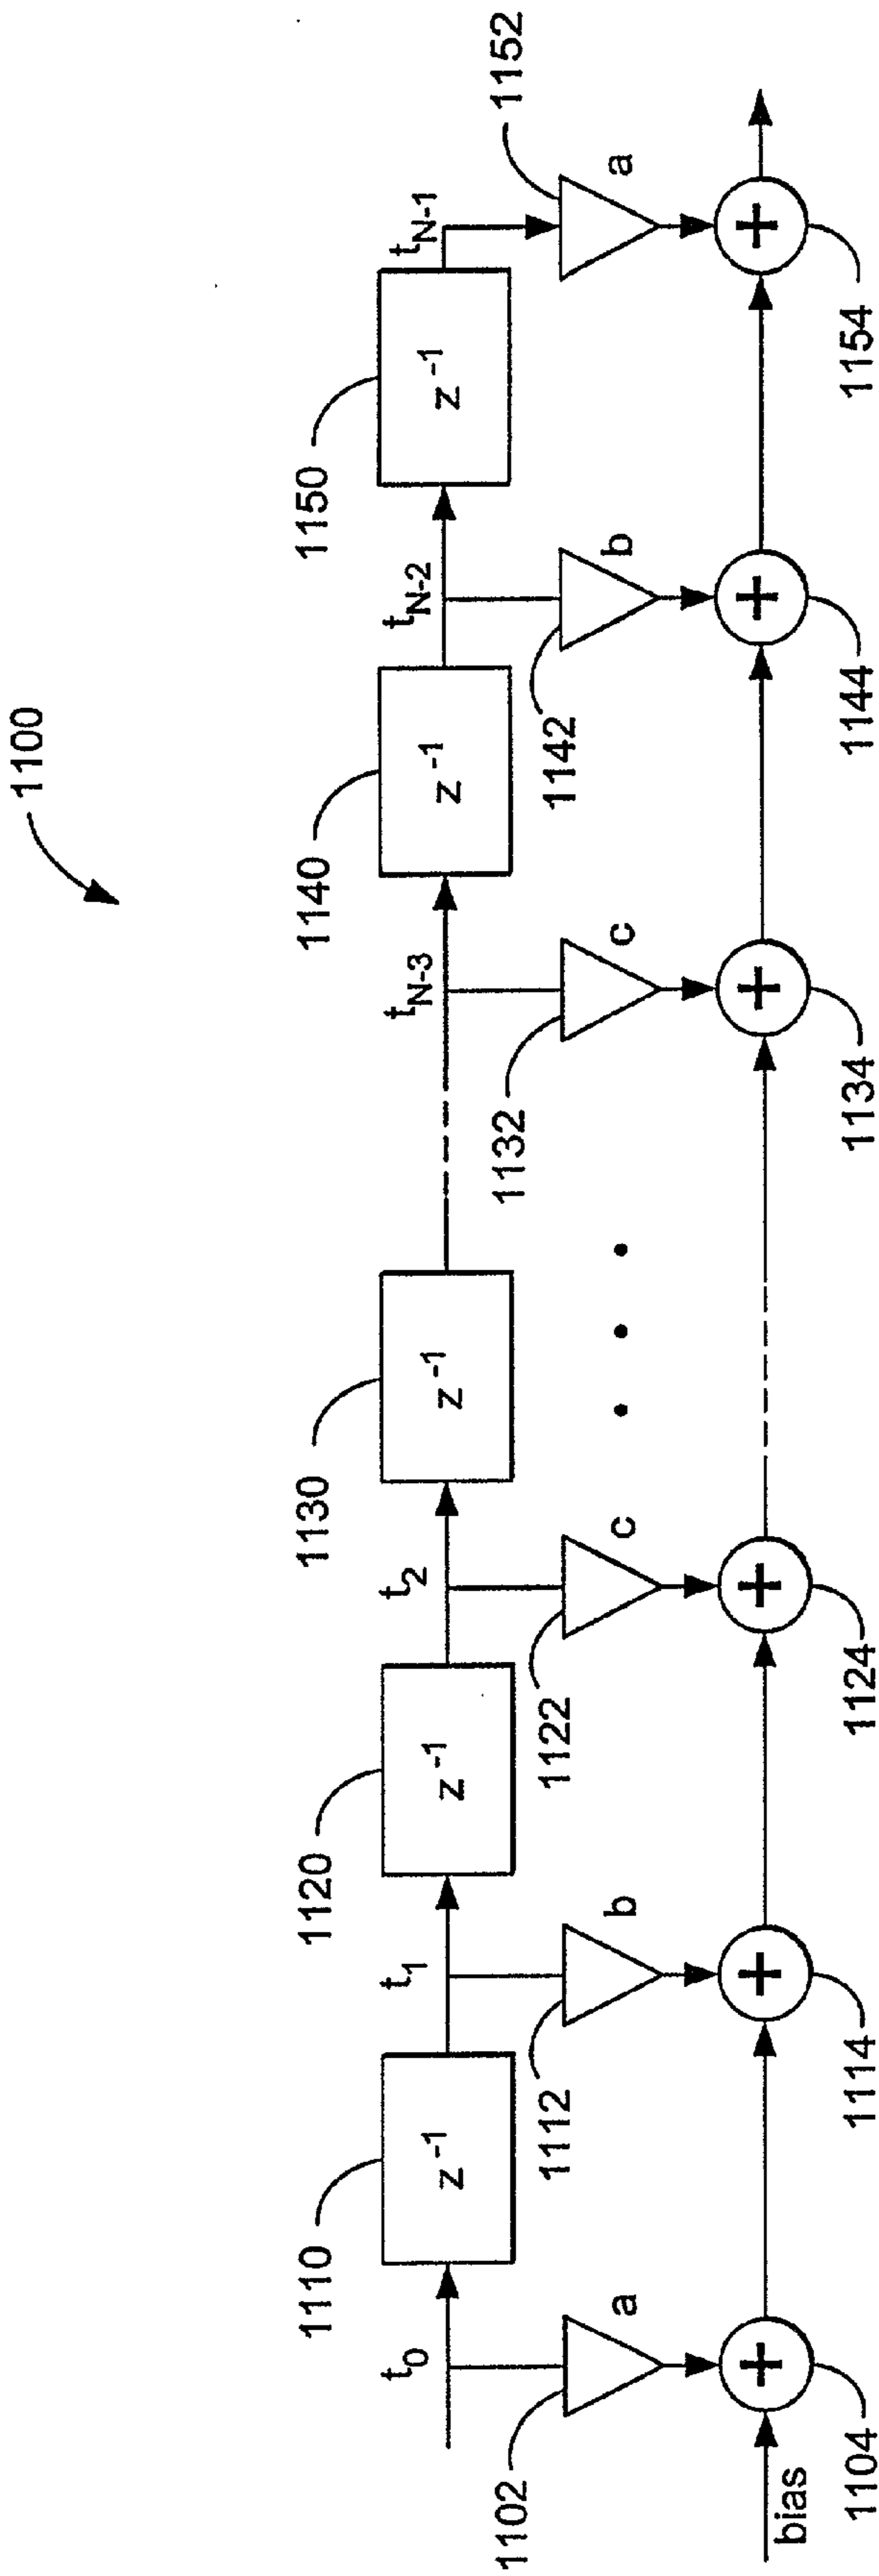 1100
1110
1120
1130
1140
1150
t0
t1
t2
tN-3
tN-2
tN-1
z-1
z-1
z-1
z-1
z-1
1102
1112
1122
1132
1142
1152
a
b
c
• • •
c
b
a
bias
+
+
+
+
+
+
1104
1114
1124
1134
1144
1154